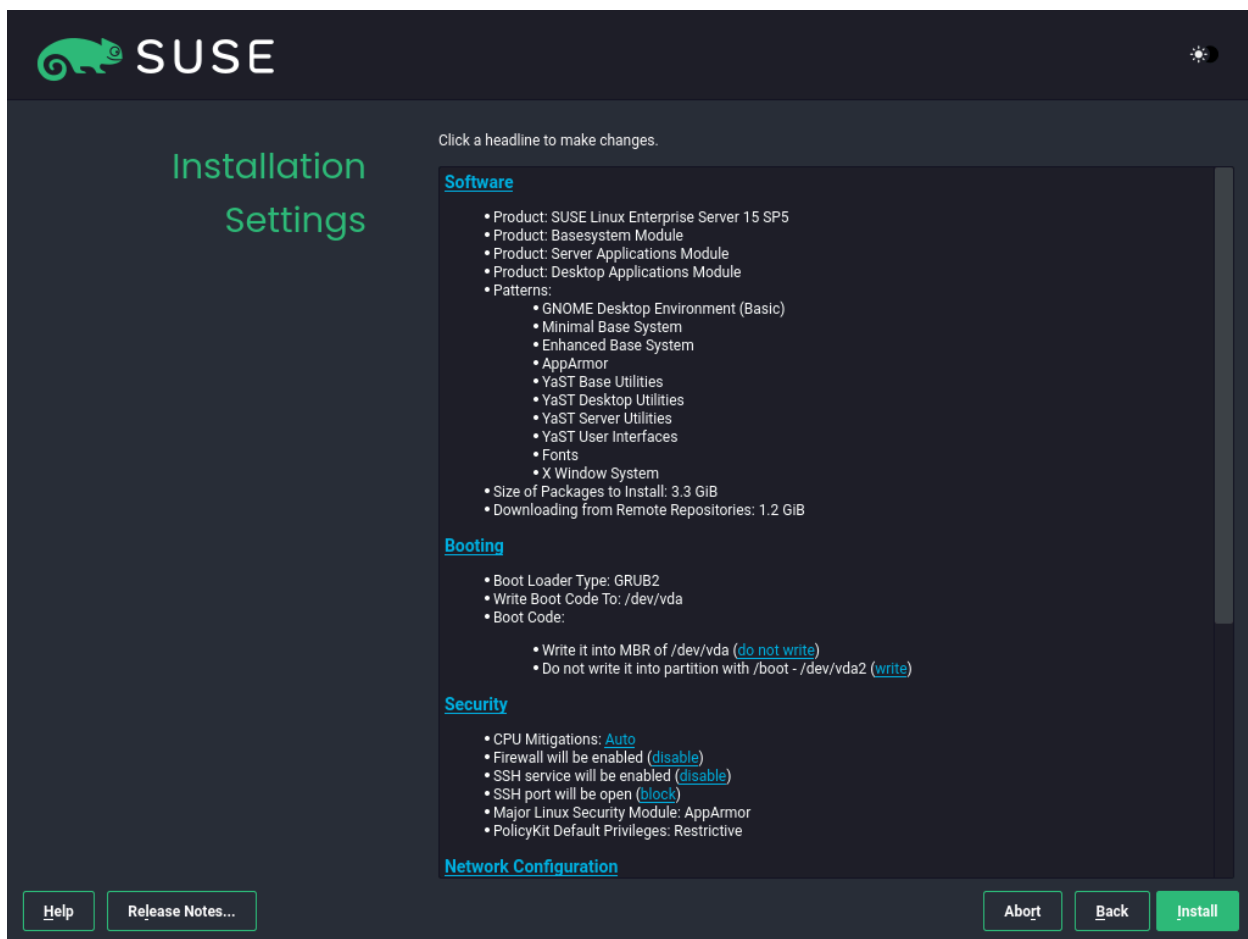 SUSE
Installation
Settings
Click a headline to make changes.
Software
• Product: SUSE Linux Enterprise Server 15 SP5
• Product: Basesystem Module
• Product: Server Applications Module
• Product: Desktop Applications Module
• Patterns:
• GNOME Desktop Environment (Basic)
• Minimal Base System
• Enhanced Base System
• AppArmor
• YaST Base Utilities
• YaST Desktop Utilities
• YaST Server Utilities
• YaST User Interfaces
• Fonts
• X Window System
• Size of Packages to Install: 3.3 GiB
• Downloading from Remote Repositories: 1.2 GiB
Booting
• Boot Loader Type: GRUB2
• Write Boot Code To: /dev/vda
• Boot Code:
• Write it into MBR of /dev/vda (do not write)
• Do not write it into partition with /boot - /dev/vda2 (write)
Security
• CPU Mitigations: Auto
• Firewall will be enabled (disable)
• SSH service will be enabled (disable)
• SSH port will be open (block)
• Major Linux Security Module: AppArmor
• PolicyKit Default Privileges: Restrictive
Network Configuration
Help
Release Notes...
Abort
Back
Install